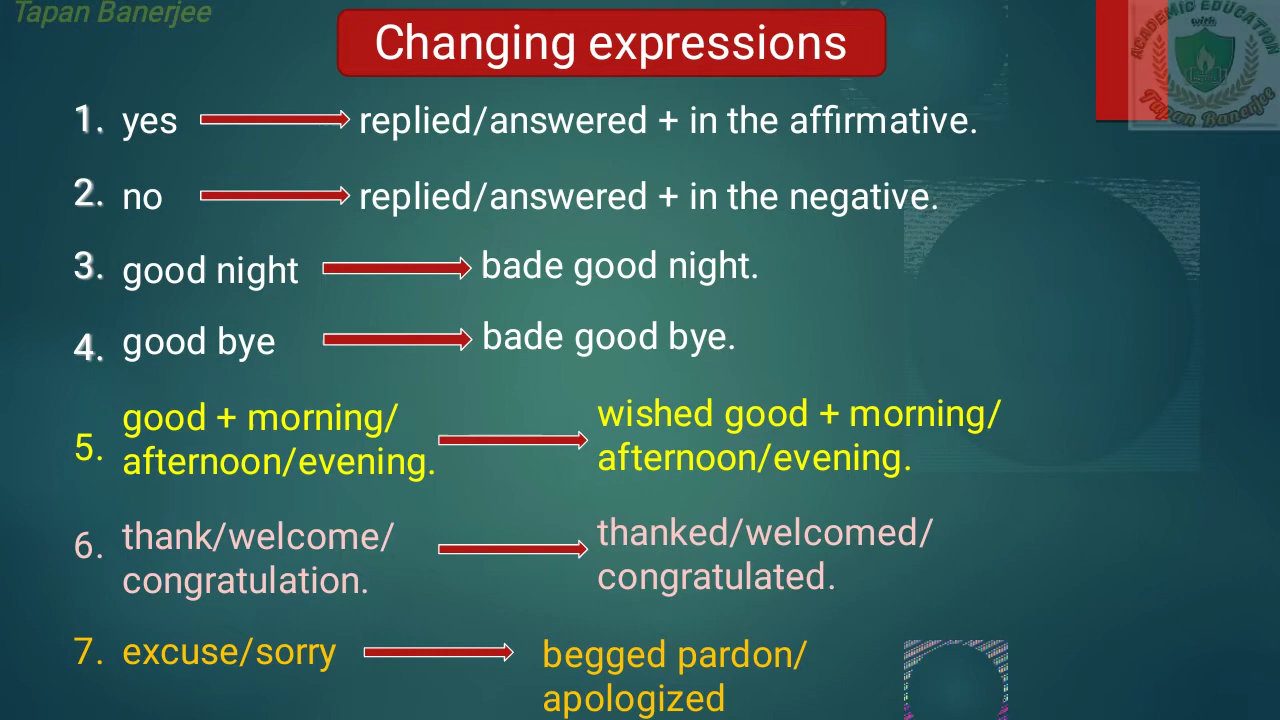 Tapan Banerjee
Changing expressions
ACADEMIC EDUCATION
with
Tapan Banerjee
1. yes replied/answered + in the affirmative.
2. no replied/answered + in the negative.
3. good night bade good night.
4. good bye bade good bye.
5. good + morning/ wished good + morning/
afternoon/evening. afternoon/evening.
6. thank/welcome/ thanked/welcomed/
congratulation. congratulated.
7. excuse/sorry begged pardon/
apologized